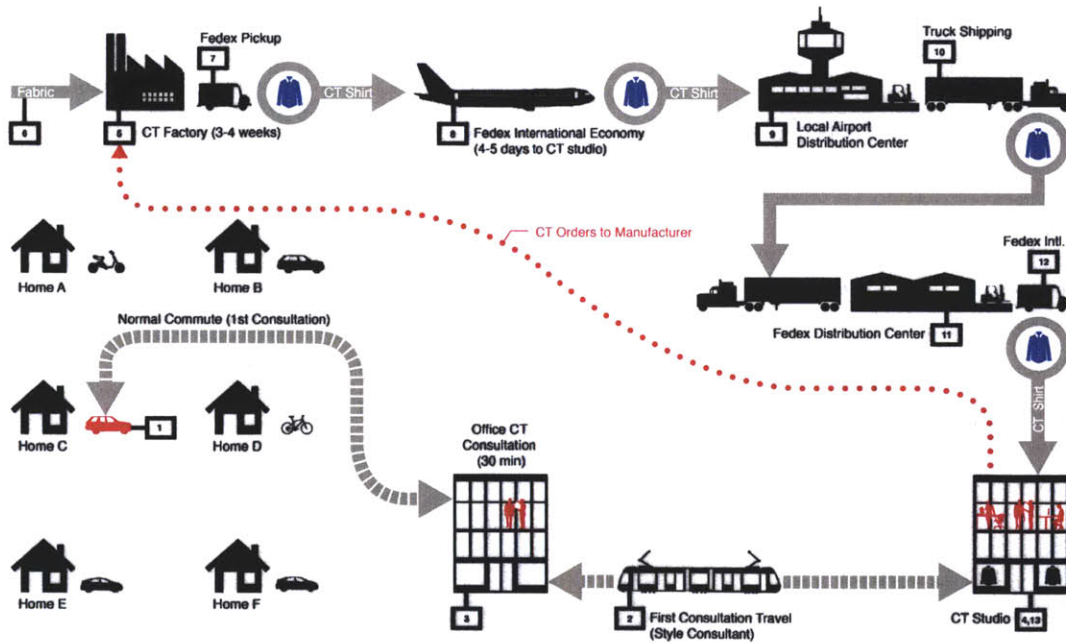 Fedex Pickup
7
Truck Shipping
10
Fabric
CT Shirt
CT Shirt
6
5
CT Factory (3-4 weeks)
8
Fedex International Economy
(4-5 days to CT studio)
9
Local Airport
Distribution Center
CT Orders to Manufacturer
Fedex Intl.
12
Home A
Home B
Normal Commute (1st Consultation)
Fedex Distribution Center
11
CT Shirt
1
Home C
Home D
Office CT
Consultation
(30 min)
Home E
Home F
3
2
First Consultation Travel
(Style Consultant)
CT Studio
4,13